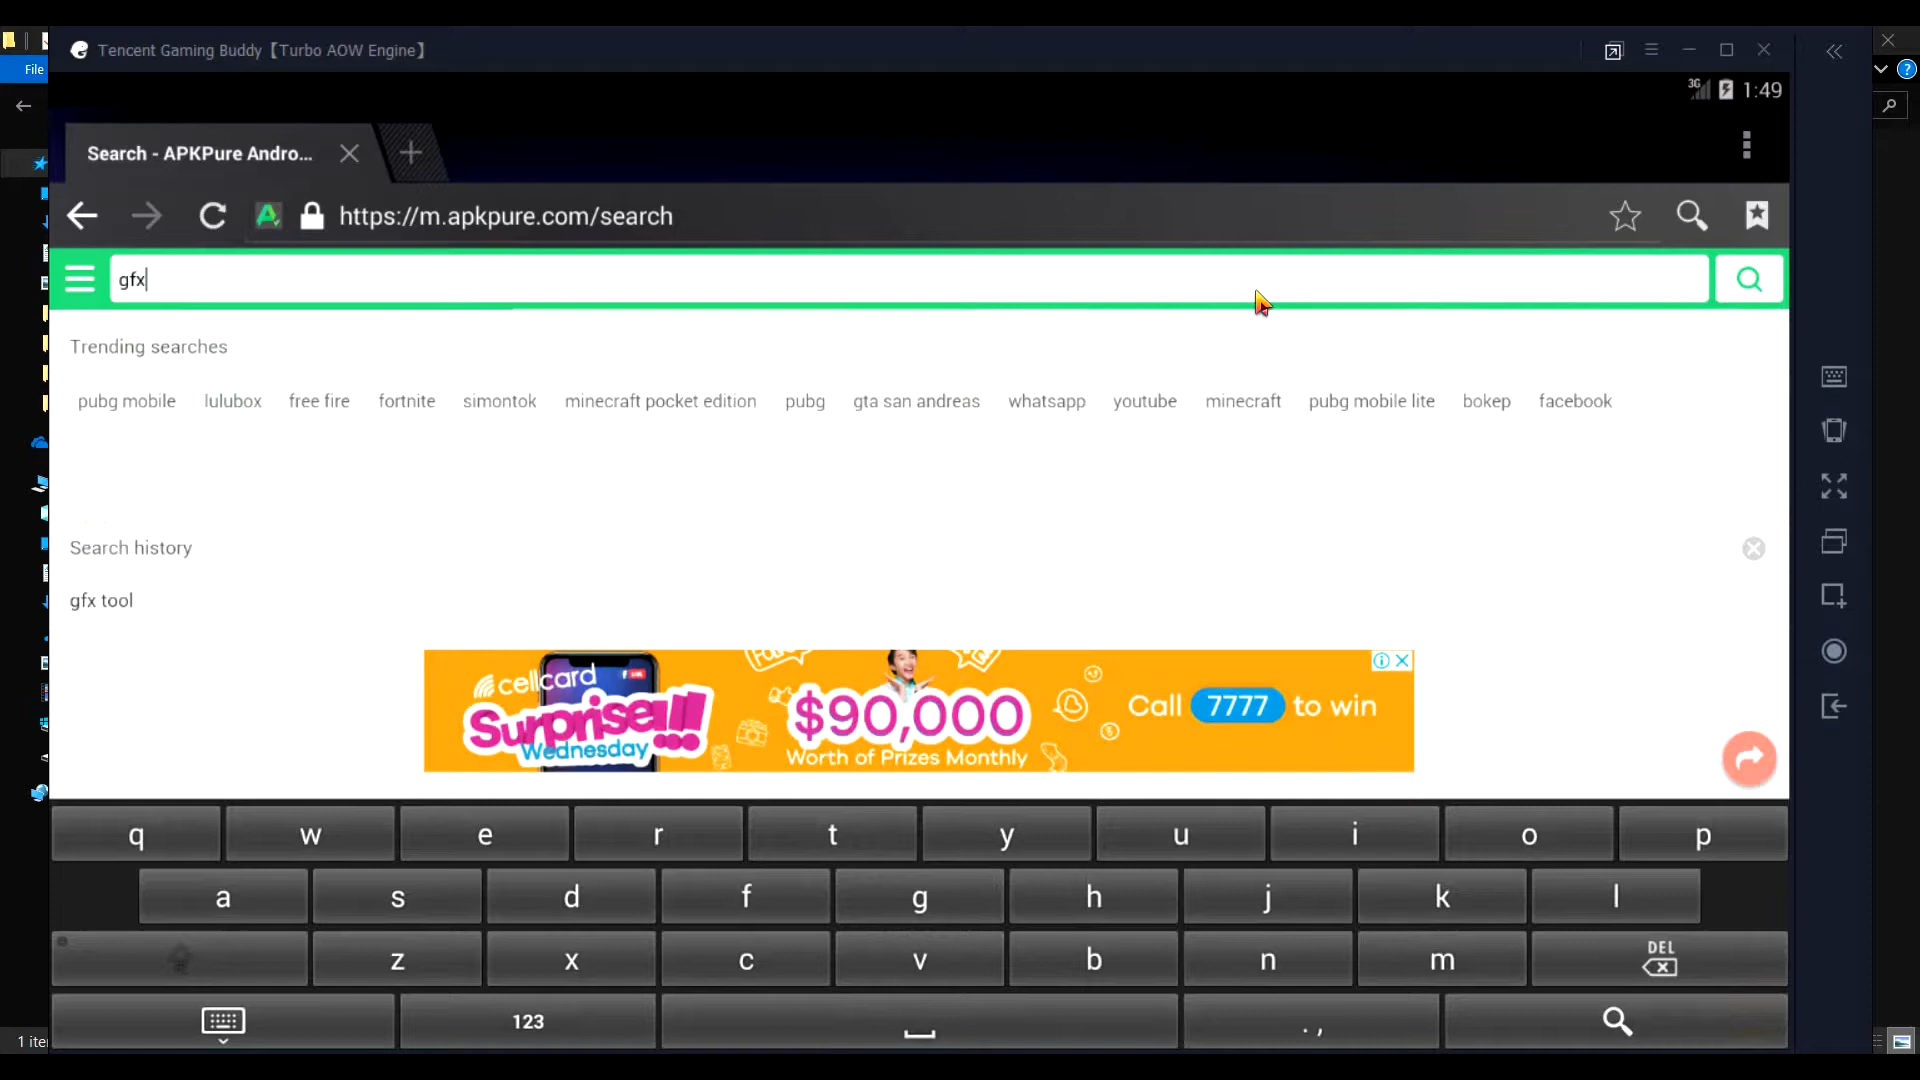 Tencent Gaming Buddy【Turbo AOW Engine】
File
3G 1:49
Search - APKPure Andro...
https://m.apkpure.com/search
gfx
Trending searches
pubg mobile lulubox free fire fortnite simontok minecraft pocket edition pubg gta san andreas whatsapp youtube minecraft pubg mobile lite bokep facebook
Search history
gfx tool
cellcard
Surprise!!!
Wednesday
$90,000
Worth of Prizes Monthly
Call 7777 to win
q w e r t y u i o p
a s d f g h j k l
z x c v b n m DEL
123 . ,
1 ite